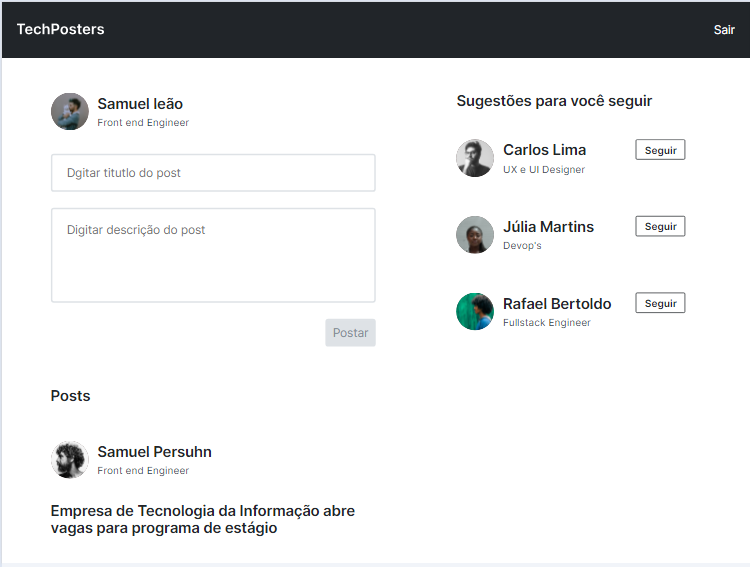 TechPosters
Sair
Samuel leão
Front end Engineer
Dgitar titutlo do post
Digitar descrição do post
Postar
Posts
Samuel Persuhn
Front end Engineer
Empresa de Tecnologia da Informação abre
vagas para programa de estágio
Sugestões para você seguir
Carlos Lima
UX e UI Designer
Seguir
Júlia Martins
Devop's
Seguir
Rafael Bertoldo
Fullstack Engineer
Seguir